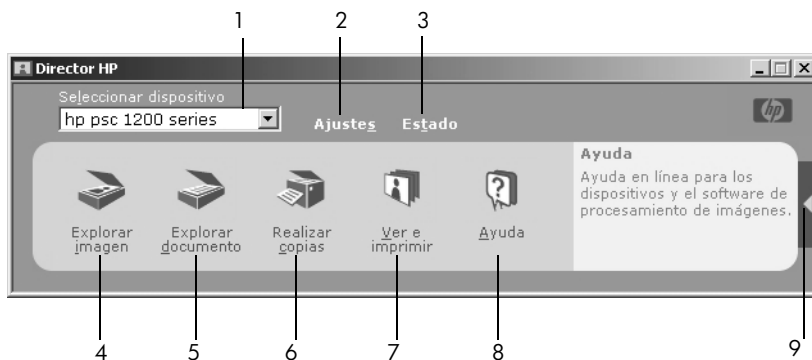 1
2
3
Director HP
Seleccionar dispositivo
hp psc 1200 series
Ajustes
Estado
hp
Explorar
imagen
Explorar
documento
Realizar
copias
Ver e
imprimir
Ayuda
Ayuda
Ayuda en línea para los
dispositivos y el software de
procesamiento de imágenes.
4
5
6
7
8
9